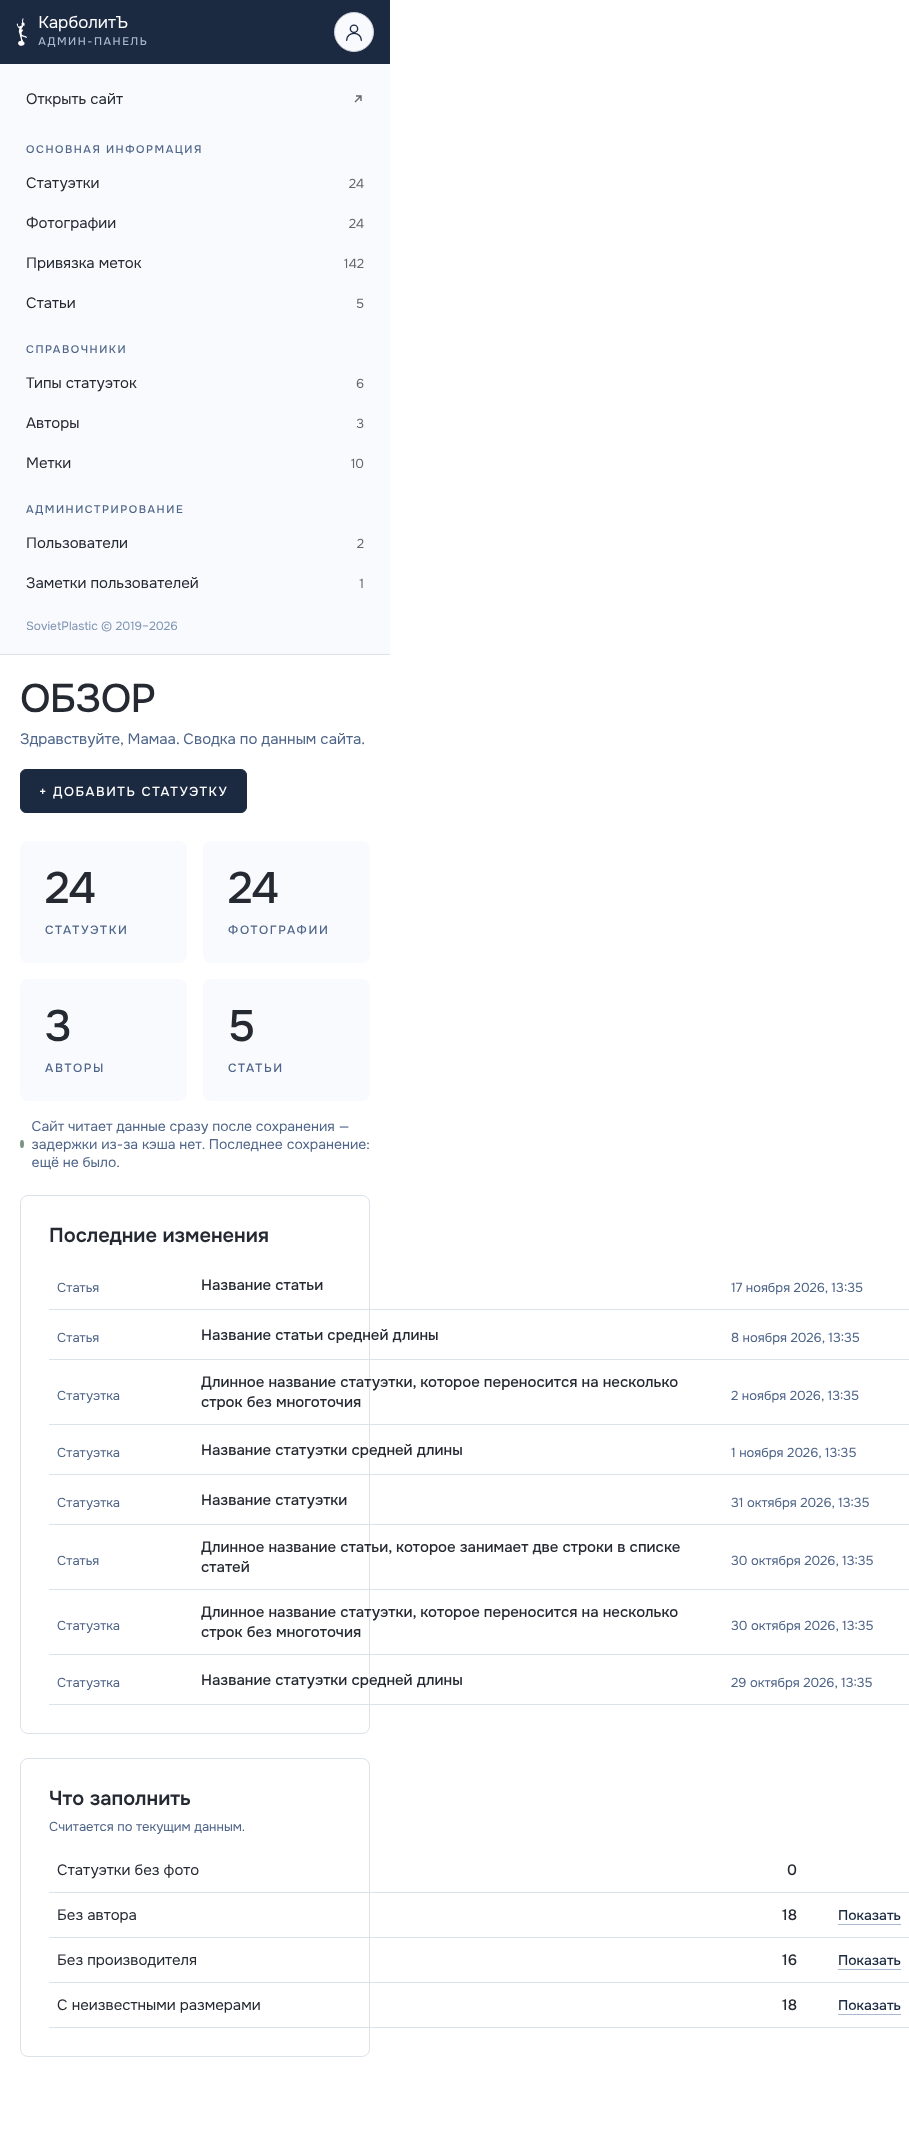 КарболитЪ
АДМИН-ПАНЕЛЬ
Открыть сайт
ОСНОВНАЯ ИНФОРМАЦИЯ
Статуэтки 24
Фотографии 24
Привязка меток 142
Статьи 5
СПРАВОЧНИКИ
Типы статуэток 6
Авторы 3
Метки 10
АДМИНИСТРИРОВАНИЕ
Пользователи 2
Заметки пользователей 1
SovietPlastic © 2019–2026
ОБЗОР
Здравствуйте, Мамаа. Сводка по данным сайта.
+ ДОБАВИТЬ СТАТУЭТКУ
24 24
СТАТУЭТКИ ФОТОГРАФИИ
3 5
АВТОРЫ СТАТЬИ
Сайт читает данные сразу после сохранения —
задержки из-за кэша нет. Последнее сохранение:
ещё не было.
Последние изменения
Статья Название статьи 17 ноября 2026, 13:35
Статья Название статьи средней длины 8 ноября 2026, 13:35
Статуэтка Длинное название статуэтки, которое переносится на несколько 2 ноября 2026, 13:35
строк без многоточия
Статуэтка Название статуэтки средней длины 1 ноября 2026, 13:35
Статуэтка Название статуэтки 31 октября 2026, 13:35
Статья Длинное название статьи, которое занимает две строки в списке 30 октября 2026, 13:35
статей
Статуэтка Длинное название статуэтки, которое переносится на несколько 30 октября 2026, 13:35
строк без многоточия
Статуэтка Название статуэтки средней длины 29 октября 2026, 13:35
Что заполнить
Считается по текущим данным.
Статуэтки без фото 0
Без автора 18 Показать
Без производителя 16 Показать
С неизвестными размерами 18 Показать